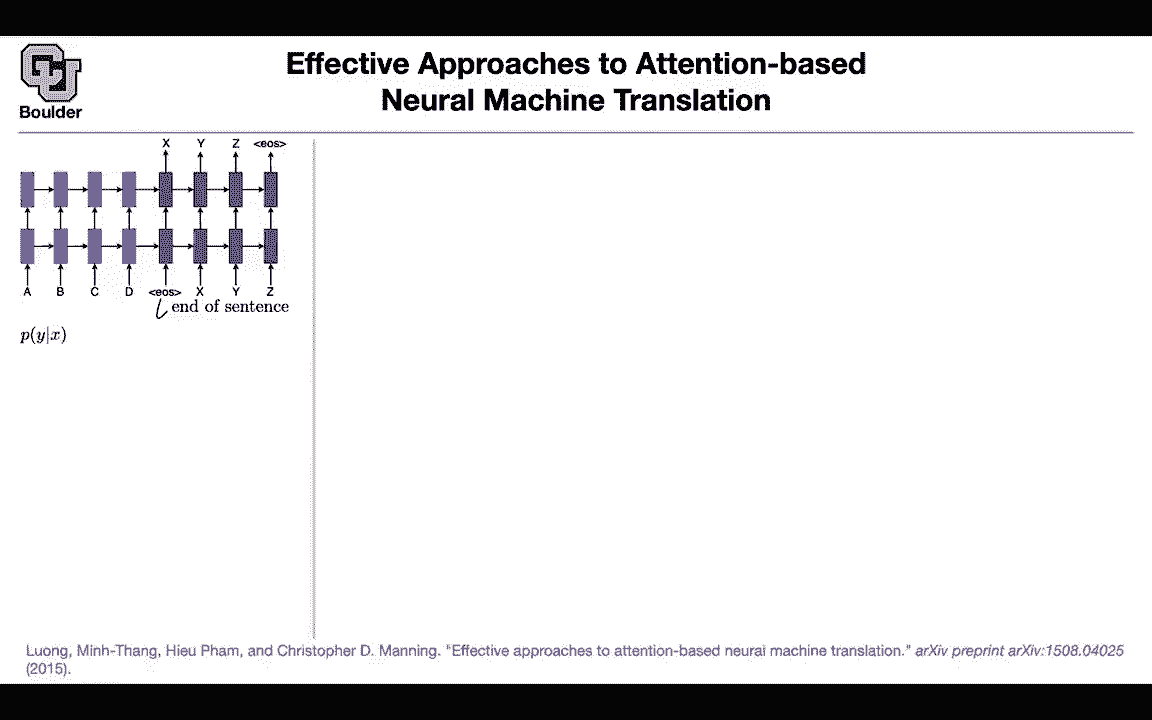 Effective Approaches to Attention-based
Neural Machine Translation
Boulder
X Y Z <eos>
A B C D <eos> X Y Z
end of sentence
p(y|x)
Luong, Minh-Thang, Hieu Pham, and Christopher D. Manning. "Effective approaches to attention-based neural machine translation." arXiv preprint arXiv:1508.04025
(2015).